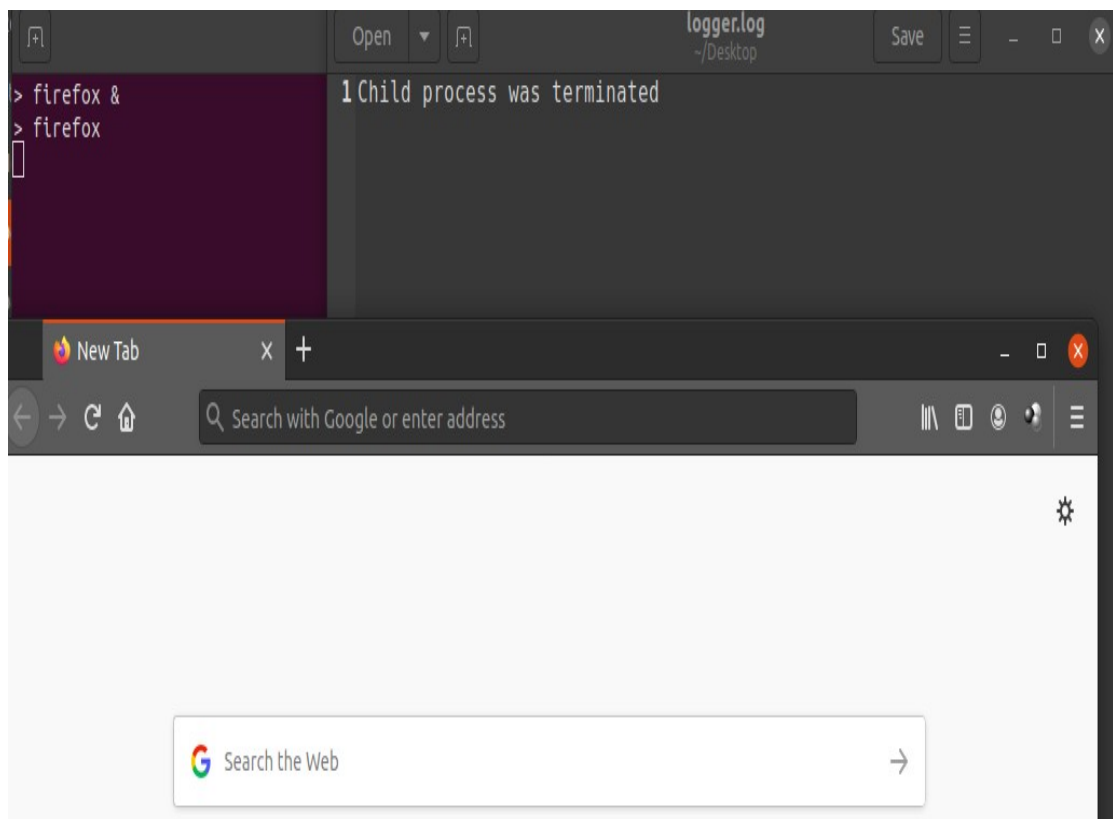 Open
logger.log
~/Desktop
Save
> firefox &
> firefox
1 Child process was terminated
New Tab
Search with Google or enter address
G Search the Web